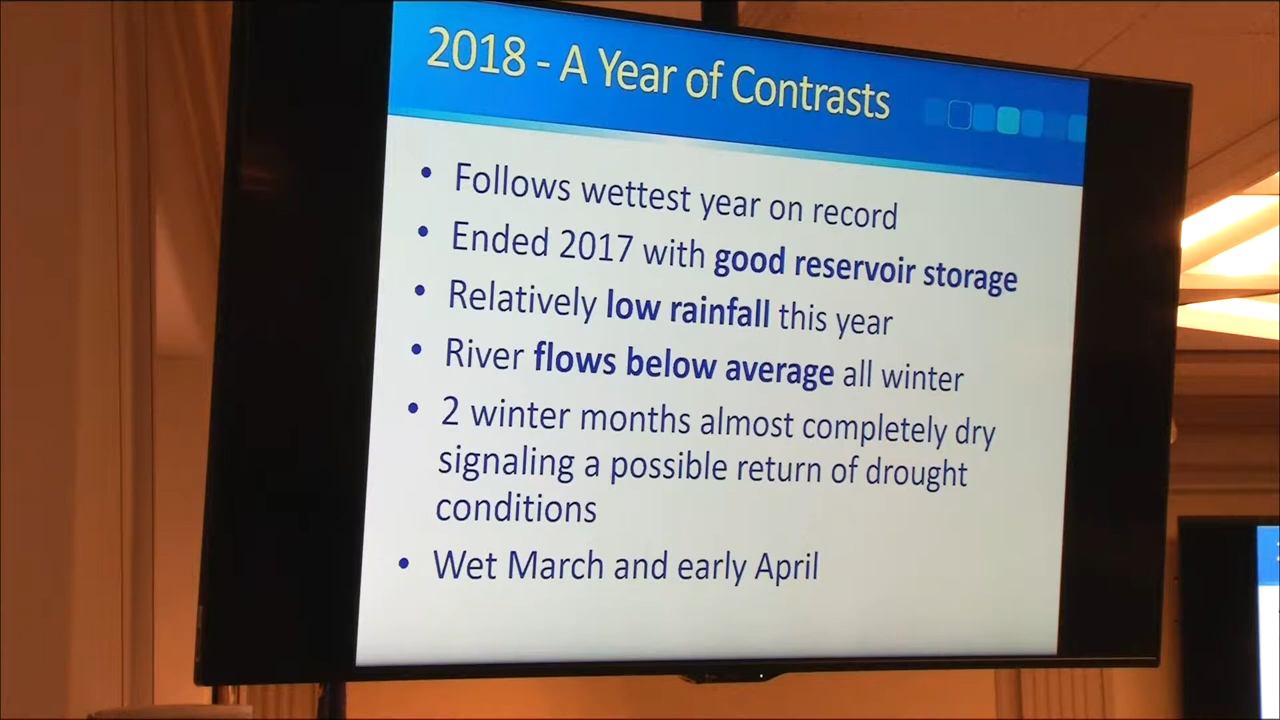 2018 - A Year of Contrasts
• Follows wettest year on record
• Ended 2017 with good reservoir storage
• Relatively low rainfall this year
• River flows below average all winter
• 2 winter months almost completely dry
signaling a possible return of drought
conditions
• Wet March and early April